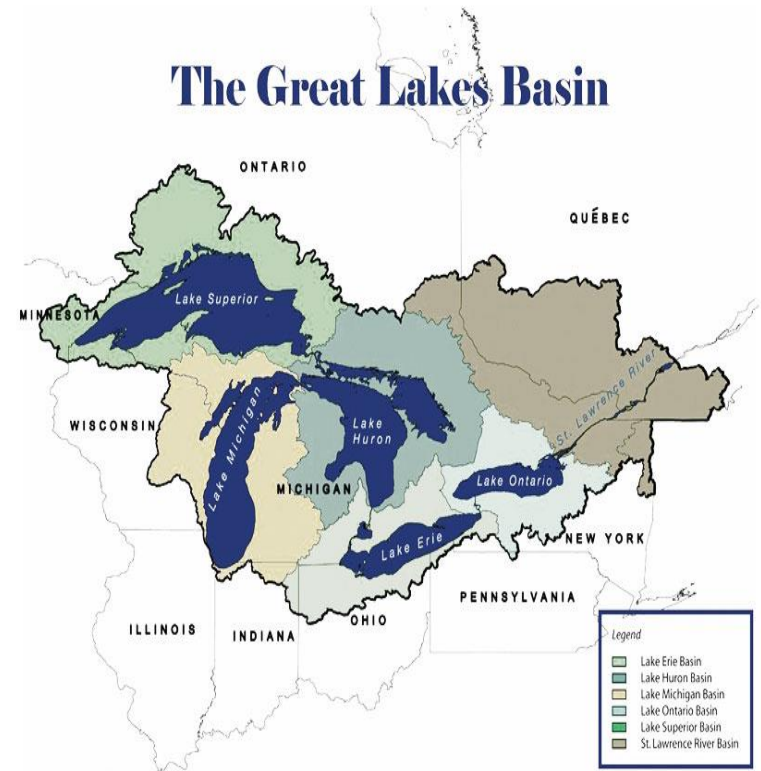 The Great Lakes Basin
ONTARIO
QUÉBEC
Lake Superior
MINNESOTA
St. Lawrence River
WISCONSIN
Lake Michigan
Lake
Huron
MICHIGAN
Lake Ontario
Lake Erie
NEW YORK
PENNSYLVANIA
OHIO
ILLINOIS
INDIANA
Legend
Lake Erie Basin
Lake Huron Basin
Lake Michigan Basin
Lake Ontario Basin
Lake Superior Basin
St. Lawrence River Basin